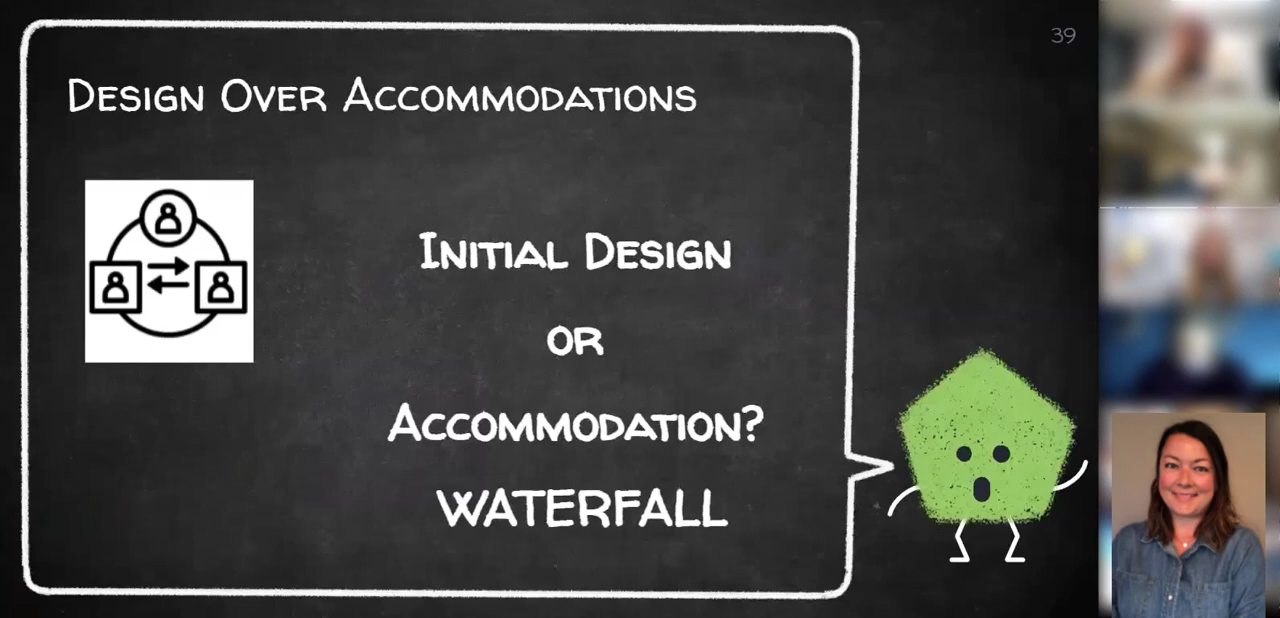 39
Design Over Accommodations
Initial Design
or
Accommodation?
WATERFALL